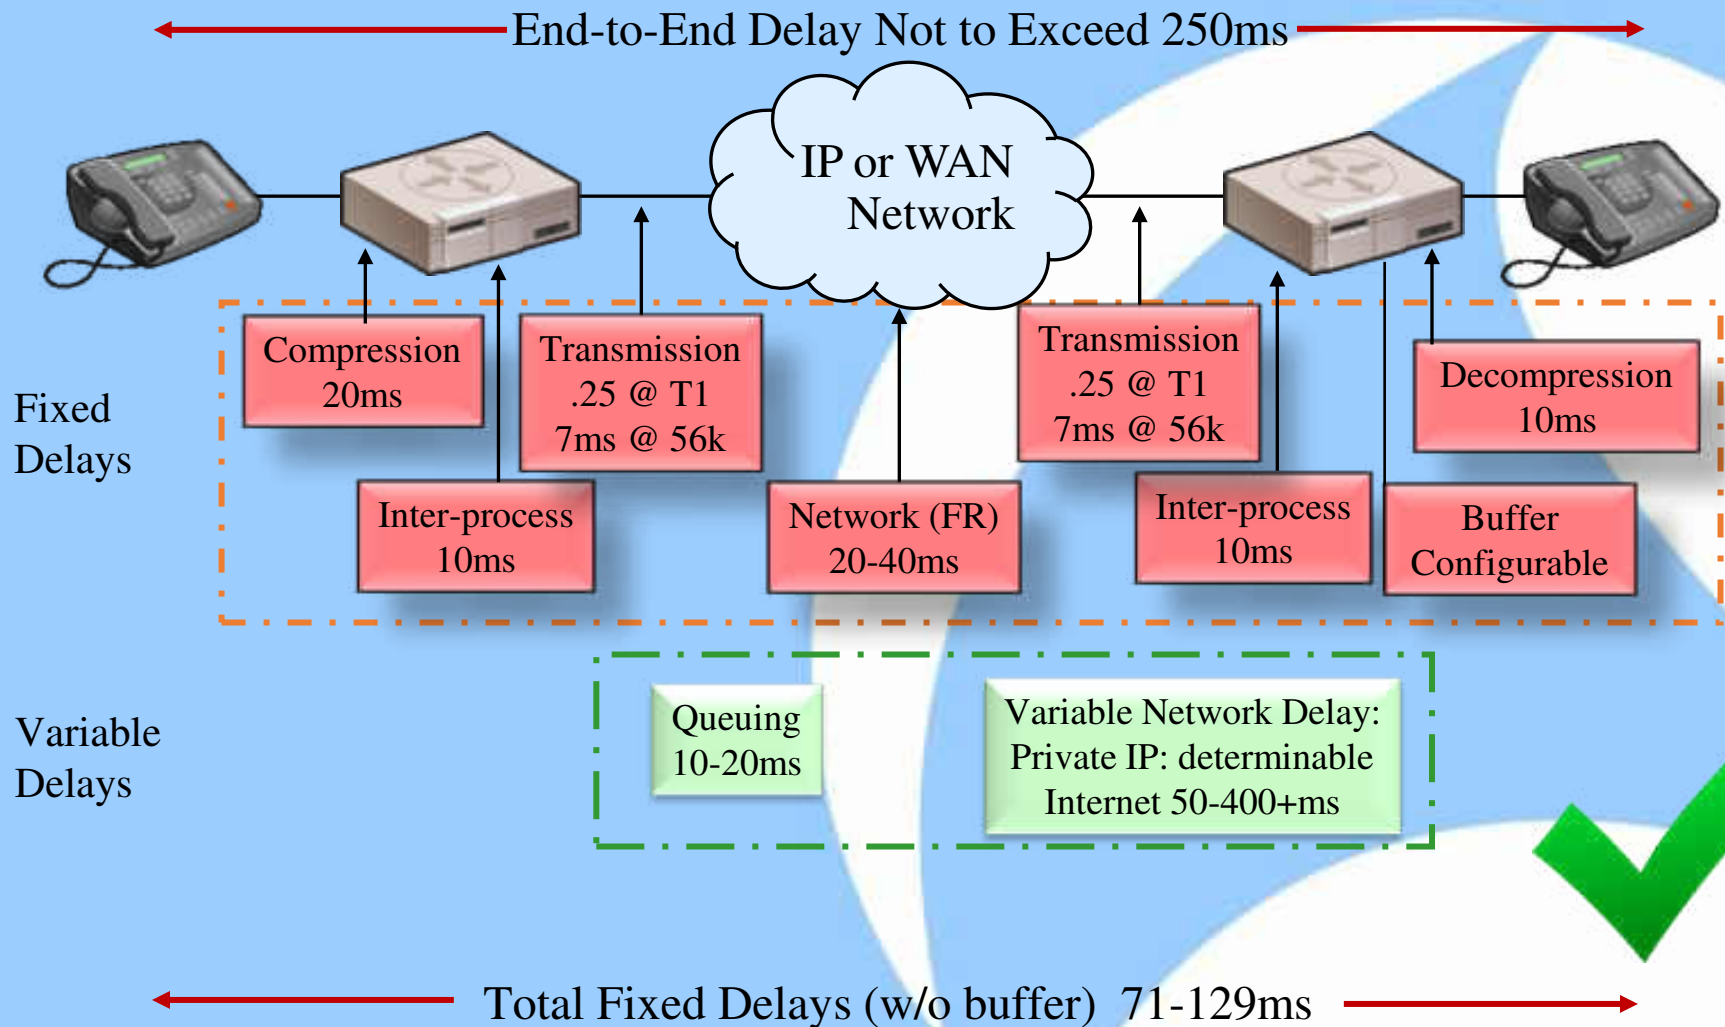 End-to-End Delay Not to Exceed 250ms
IP or WAN
Network
Fixed
Delays
Compression
20ms
Inter-process
10ms
Transmission
.25 @ T1
7ms @ 56k
Network (FR)
20-40ms
Transmission
.25 @ T1
7ms @ 56k
Inter-process
10ms
Buffer
Configurable
Decompression
10ms
Variable
Delays
Queuing
10-20ms
Variable Network Delay:
Private IP: determinable
Internet 50-400+ms
Total Fixed Delays (w/o buffer) 71-129ms